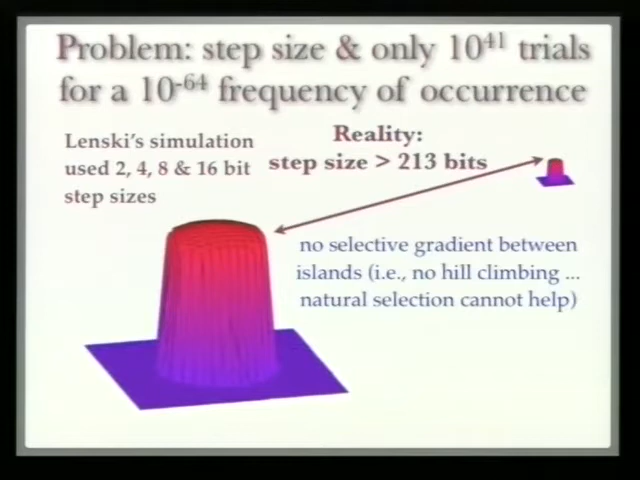 Problem: step size & only 10⁴¹ trials
for a 10⁻⁶⁴ frequency of occurrence
Lenski's simulation
used 2, 4, 8 & 16 bit
step sizes
Reality:
step size > 213 bits
no selective gradient between
islands (i.e., no hill climbing ...
natural selection cannot help)